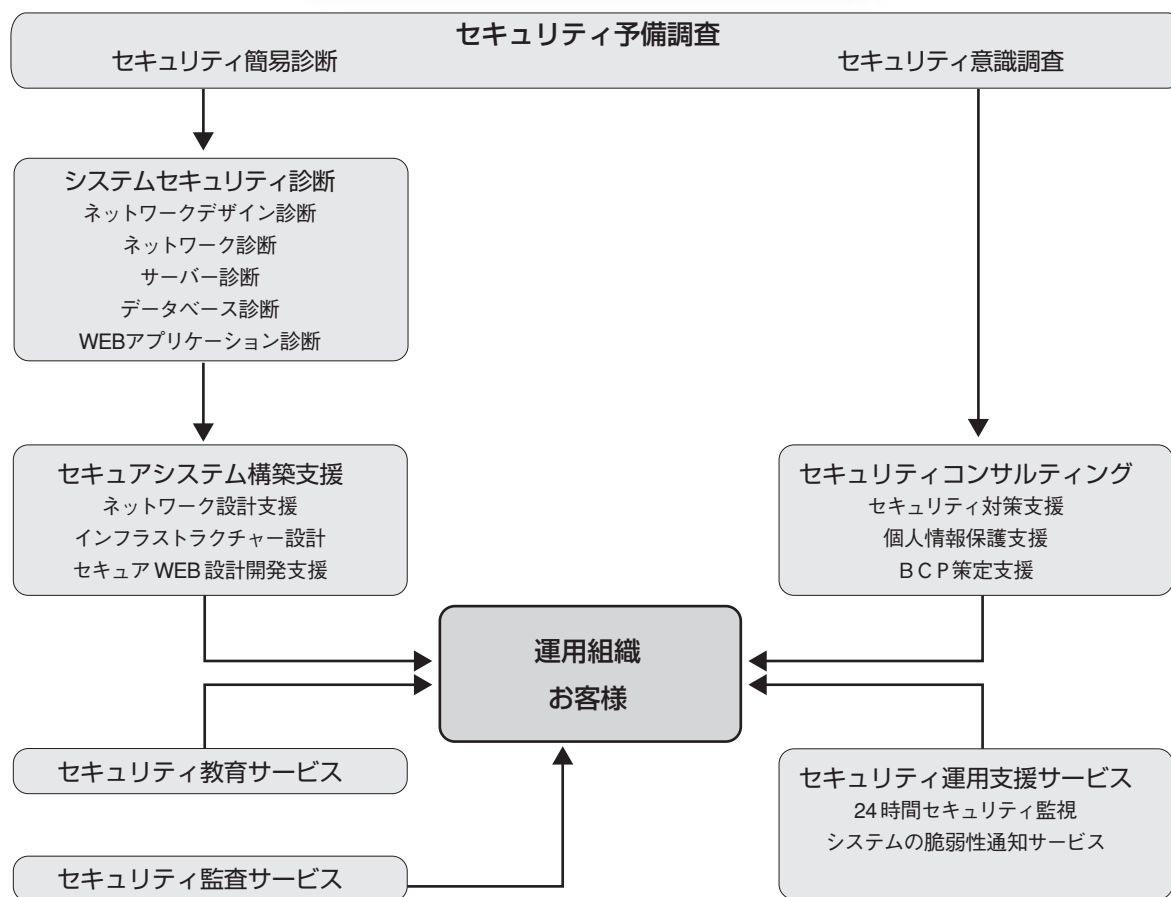 セキュリティ予備調査
セキュリティ簡易診断
セキュリティ意識調査
システムセキュリティ診断
ネットワークデザイン診断
ネットワーク診断
サーバー診断
データベース診断
WEBアプリケーション診断
セキュアシステム構築支援
ネットワーク設計支援
インフラストラクチャー設計
セキュア WEB 設計開発支援
セキュリティコンサルティング
セキュリティ対策支援
個人情報保護支援
BCP策定支援
運用組織
お客様
セキュリティ教育サービス
セキュリティ監査サービス
セキュリティ運用支援サービス
24時間セキュリティ監視
システムの脆弱性通知サービス